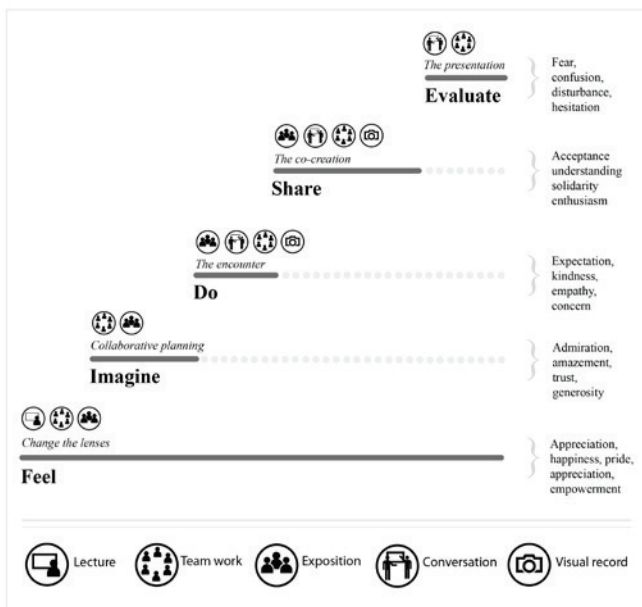 The presentation
Evaluate
Fear,
confusion,
disturbance,
hesitation
The co-creation
Share
Acceptance
understanding
solidarity
enthusiasm
The encounter
Do
Expectation,
kindness,
empathy,
concern
Collaborative planning
Imagine
Admiration,
amazement,
trust,
generosity
Change the lenses
Feel
Appreciation,
happiness, pride,
appreciation,
empowerment
Lecture
Team work
Exposition
Conversation
Visual record